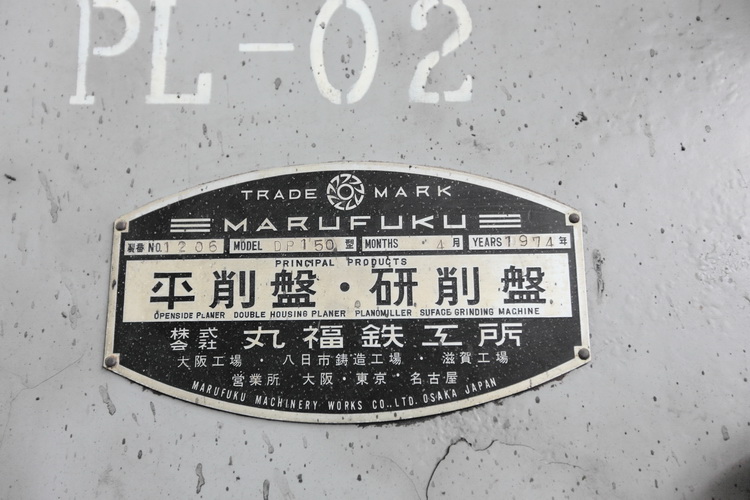 PL-02
TRADE MARK
MARUFUKU
製番 NO. 1206 MODEL DP150 型 MONTHS 4 月 YEARS 1974 年
PRINCIPAL PRODUCTS
平削盤・研削盤
OPENSIDE PLANER DOUBLE HOUSING PLANER PLANOMILLER SUFACE GRINDING MACHINE
株式会社 丸福鉄工所
大阪工場・八日市鋳造工場・滋賀工場
営業所 大阪・東京・名古屋
MARUFUKU MACHINERY WORKS CO.,LTD. OSAKA JAPAN